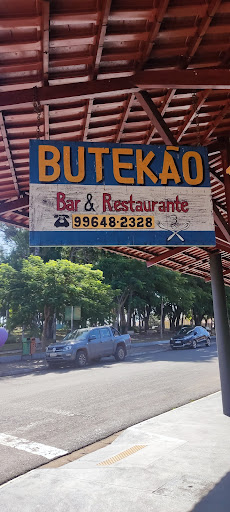 BUTEKÃO
Bar & Restaurante
99648-2328